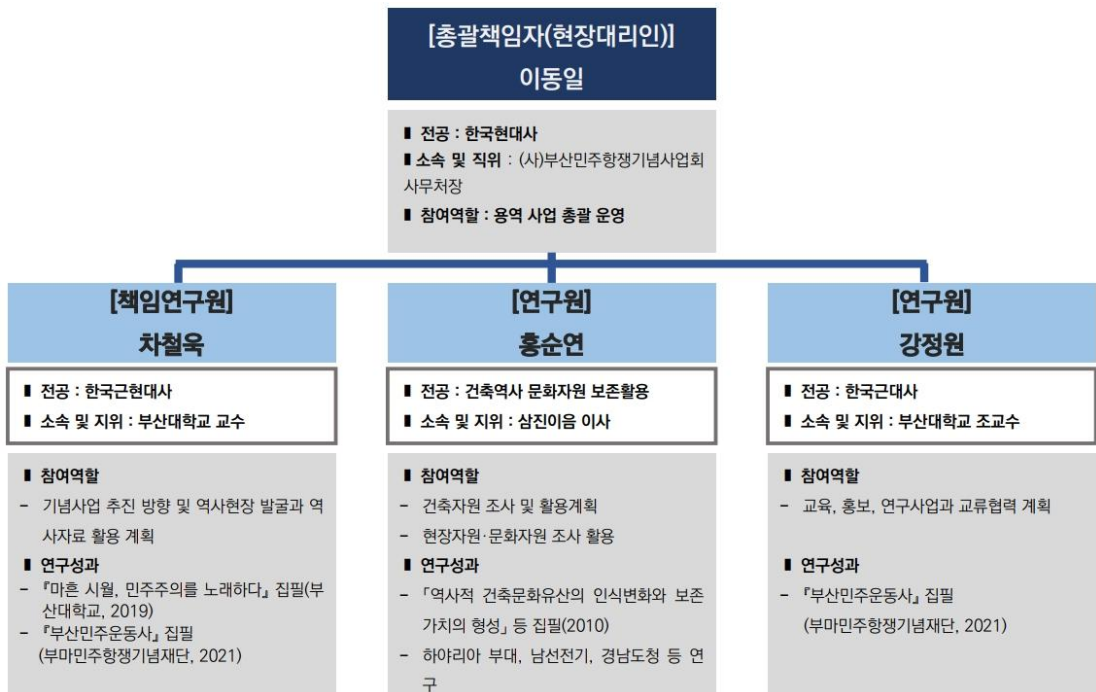 [총괄책임자(현장대리인)]
이동일
▮ 전공 : 한국현대사
▮ 소속 및 직위 : (사)부산민주항쟁기념사업회
사무처장
▮ 참여역할 : 용역 사업 총괄 운영
[책임연구원]
차철욱
▮ 전공 : 한국근현대사
▮ 소속 및 지위 : 부산대학교 교수
▮ 참여역할
- 기념사업 추진 방향 및 역사현장 발굴과 역
사자료 활용 계획
▮ 연구성과
- 『마흔 시월, 민주주의를 노래하다』 집필(부
산대학교, 2019)
- 『부산민주운동사』 집필
(부마민주항쟁기념재단, 2021)
[연구원]
홍순연
▮ 전공 : 건축역사 문화자원 보존활용
▮ 소속 및 지위 : 삼진이음 이사
▮ 참여역할
- 건축자원 조사 및 활용계획
- 현장자원·문화자원 조사 활용
▮ 연구성과
- 「역사적 건축문화유산의 인식변화와 보존
가치의 형성」 등 집필(2010)
- 하야리아 부대, 남선전기, 경남도청 등 연
구
[연구원]
강정원
▮ 전공 : 한국근대사
▮ 소속 및 지위 : 부산대학교 조교수
▮ 참여역할
- 교육, 홍보, 연구사업과 교류협력 계획
▮ 연구성과
- 『부산민주운동사』 집필
(부마민주항쟁기념재단, 2021)